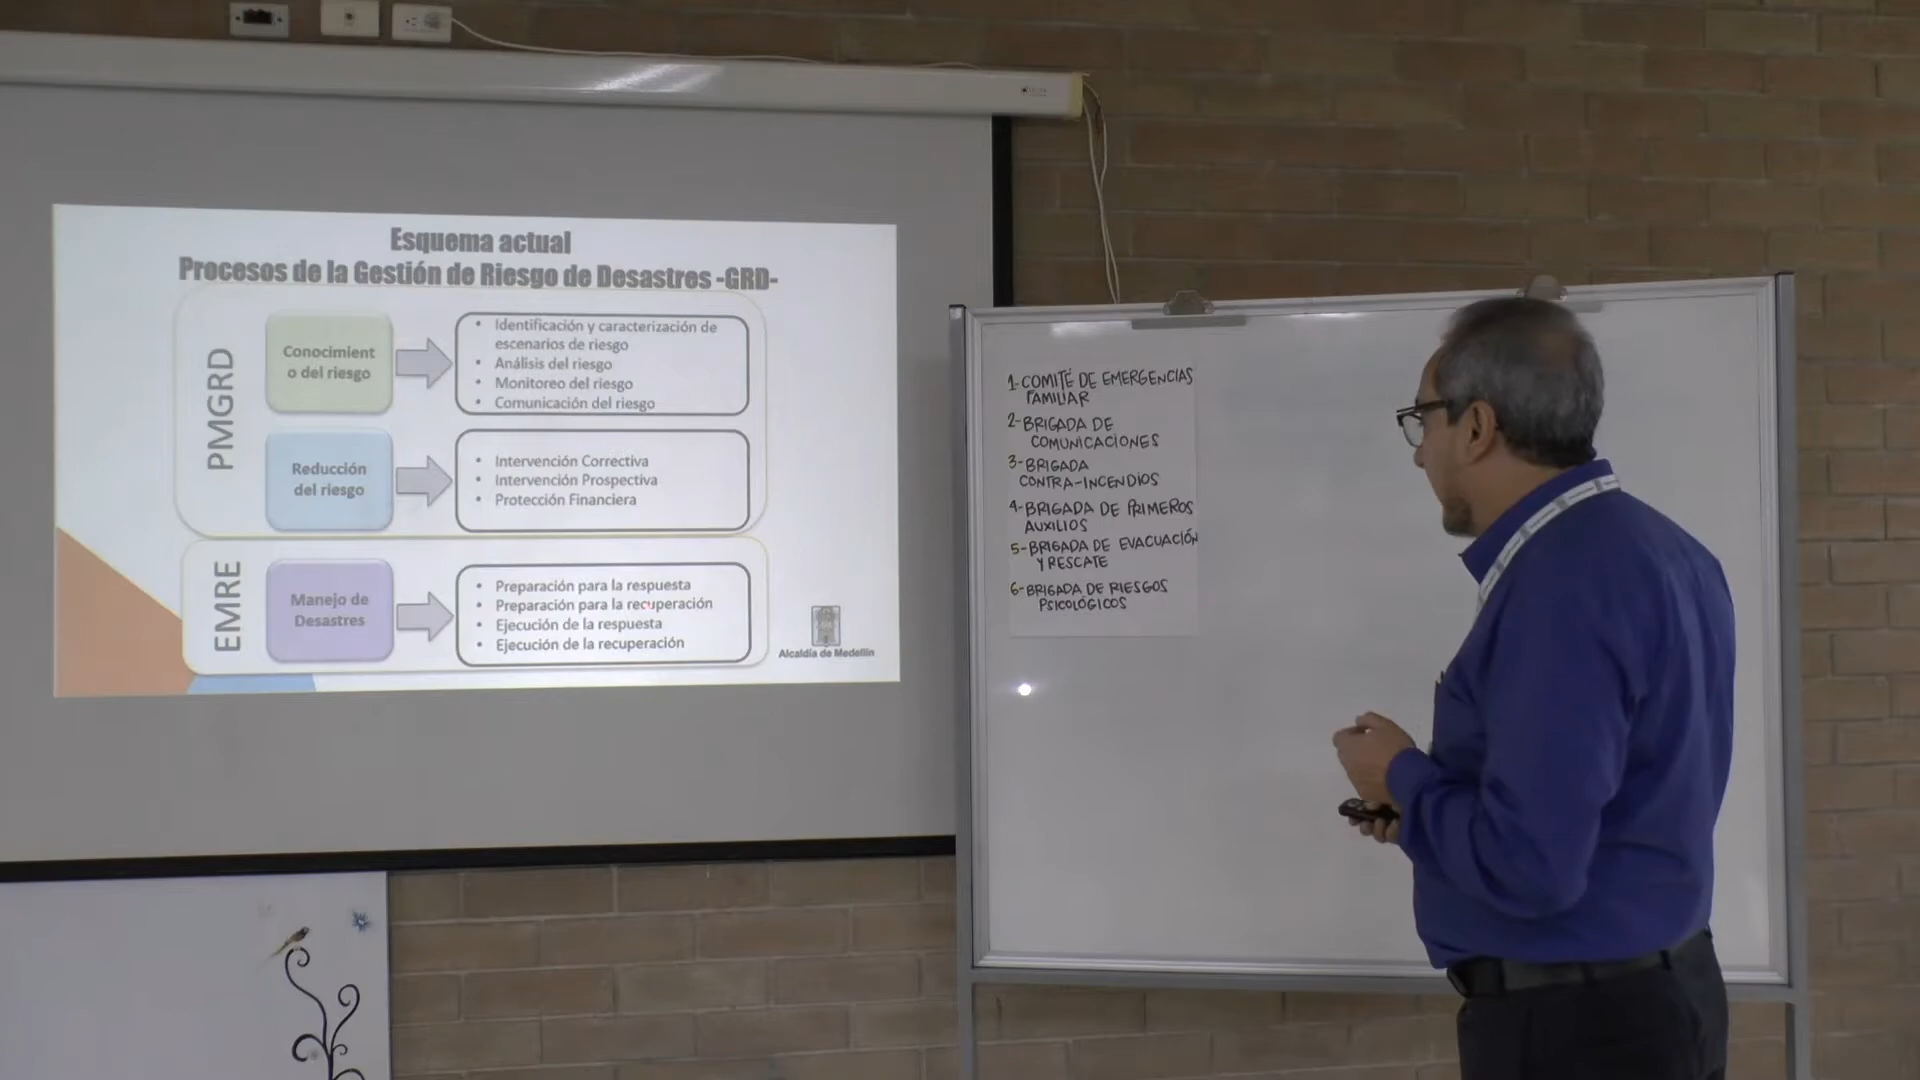 Esquema actual
Procesos de la Gestión de Riesgo de Desastres -GRD-
PMGRD
Conocimient
o del riesgo
• Identificación y caracterización de
escenarios de riesgo
• Análisis del riesgo
• Monitoreo del riesgo
• Comunicación del riesgo
Reducción
del riesgo
• Intervención Correctiva
• Intervención Prospectiva
• Protección Financiera
EMRE
Manejo de
Desastres
• Preparación para la respuesta
• Preparación para la recuperación
• Ejecución de la respuesta
• Ejecución de la recuperación
Alcaldía de Medellín
1-COMITÉ DE EMERGENCIAS
FAMILIAR
2-BRIGADA DE
COMUNICACIONES
3-BRIGADA
CONTRA-INCENDIOS
4-BRIGADA DE PRIMEROS
AUXILIOS
5-BRIGADA DE EVACUACIÓN
Y RESCATE
6-BRIGADA DE RIESGOS
PSICOLÓGICOS